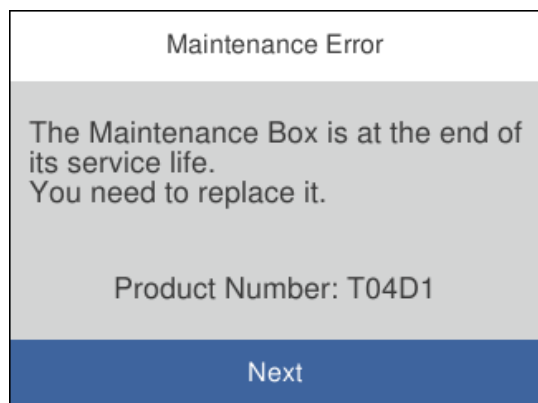 Maintenance Error
The Maintenance Box is at the end of
its service life.
You need to replace it.
Product Number: T04D1
Next